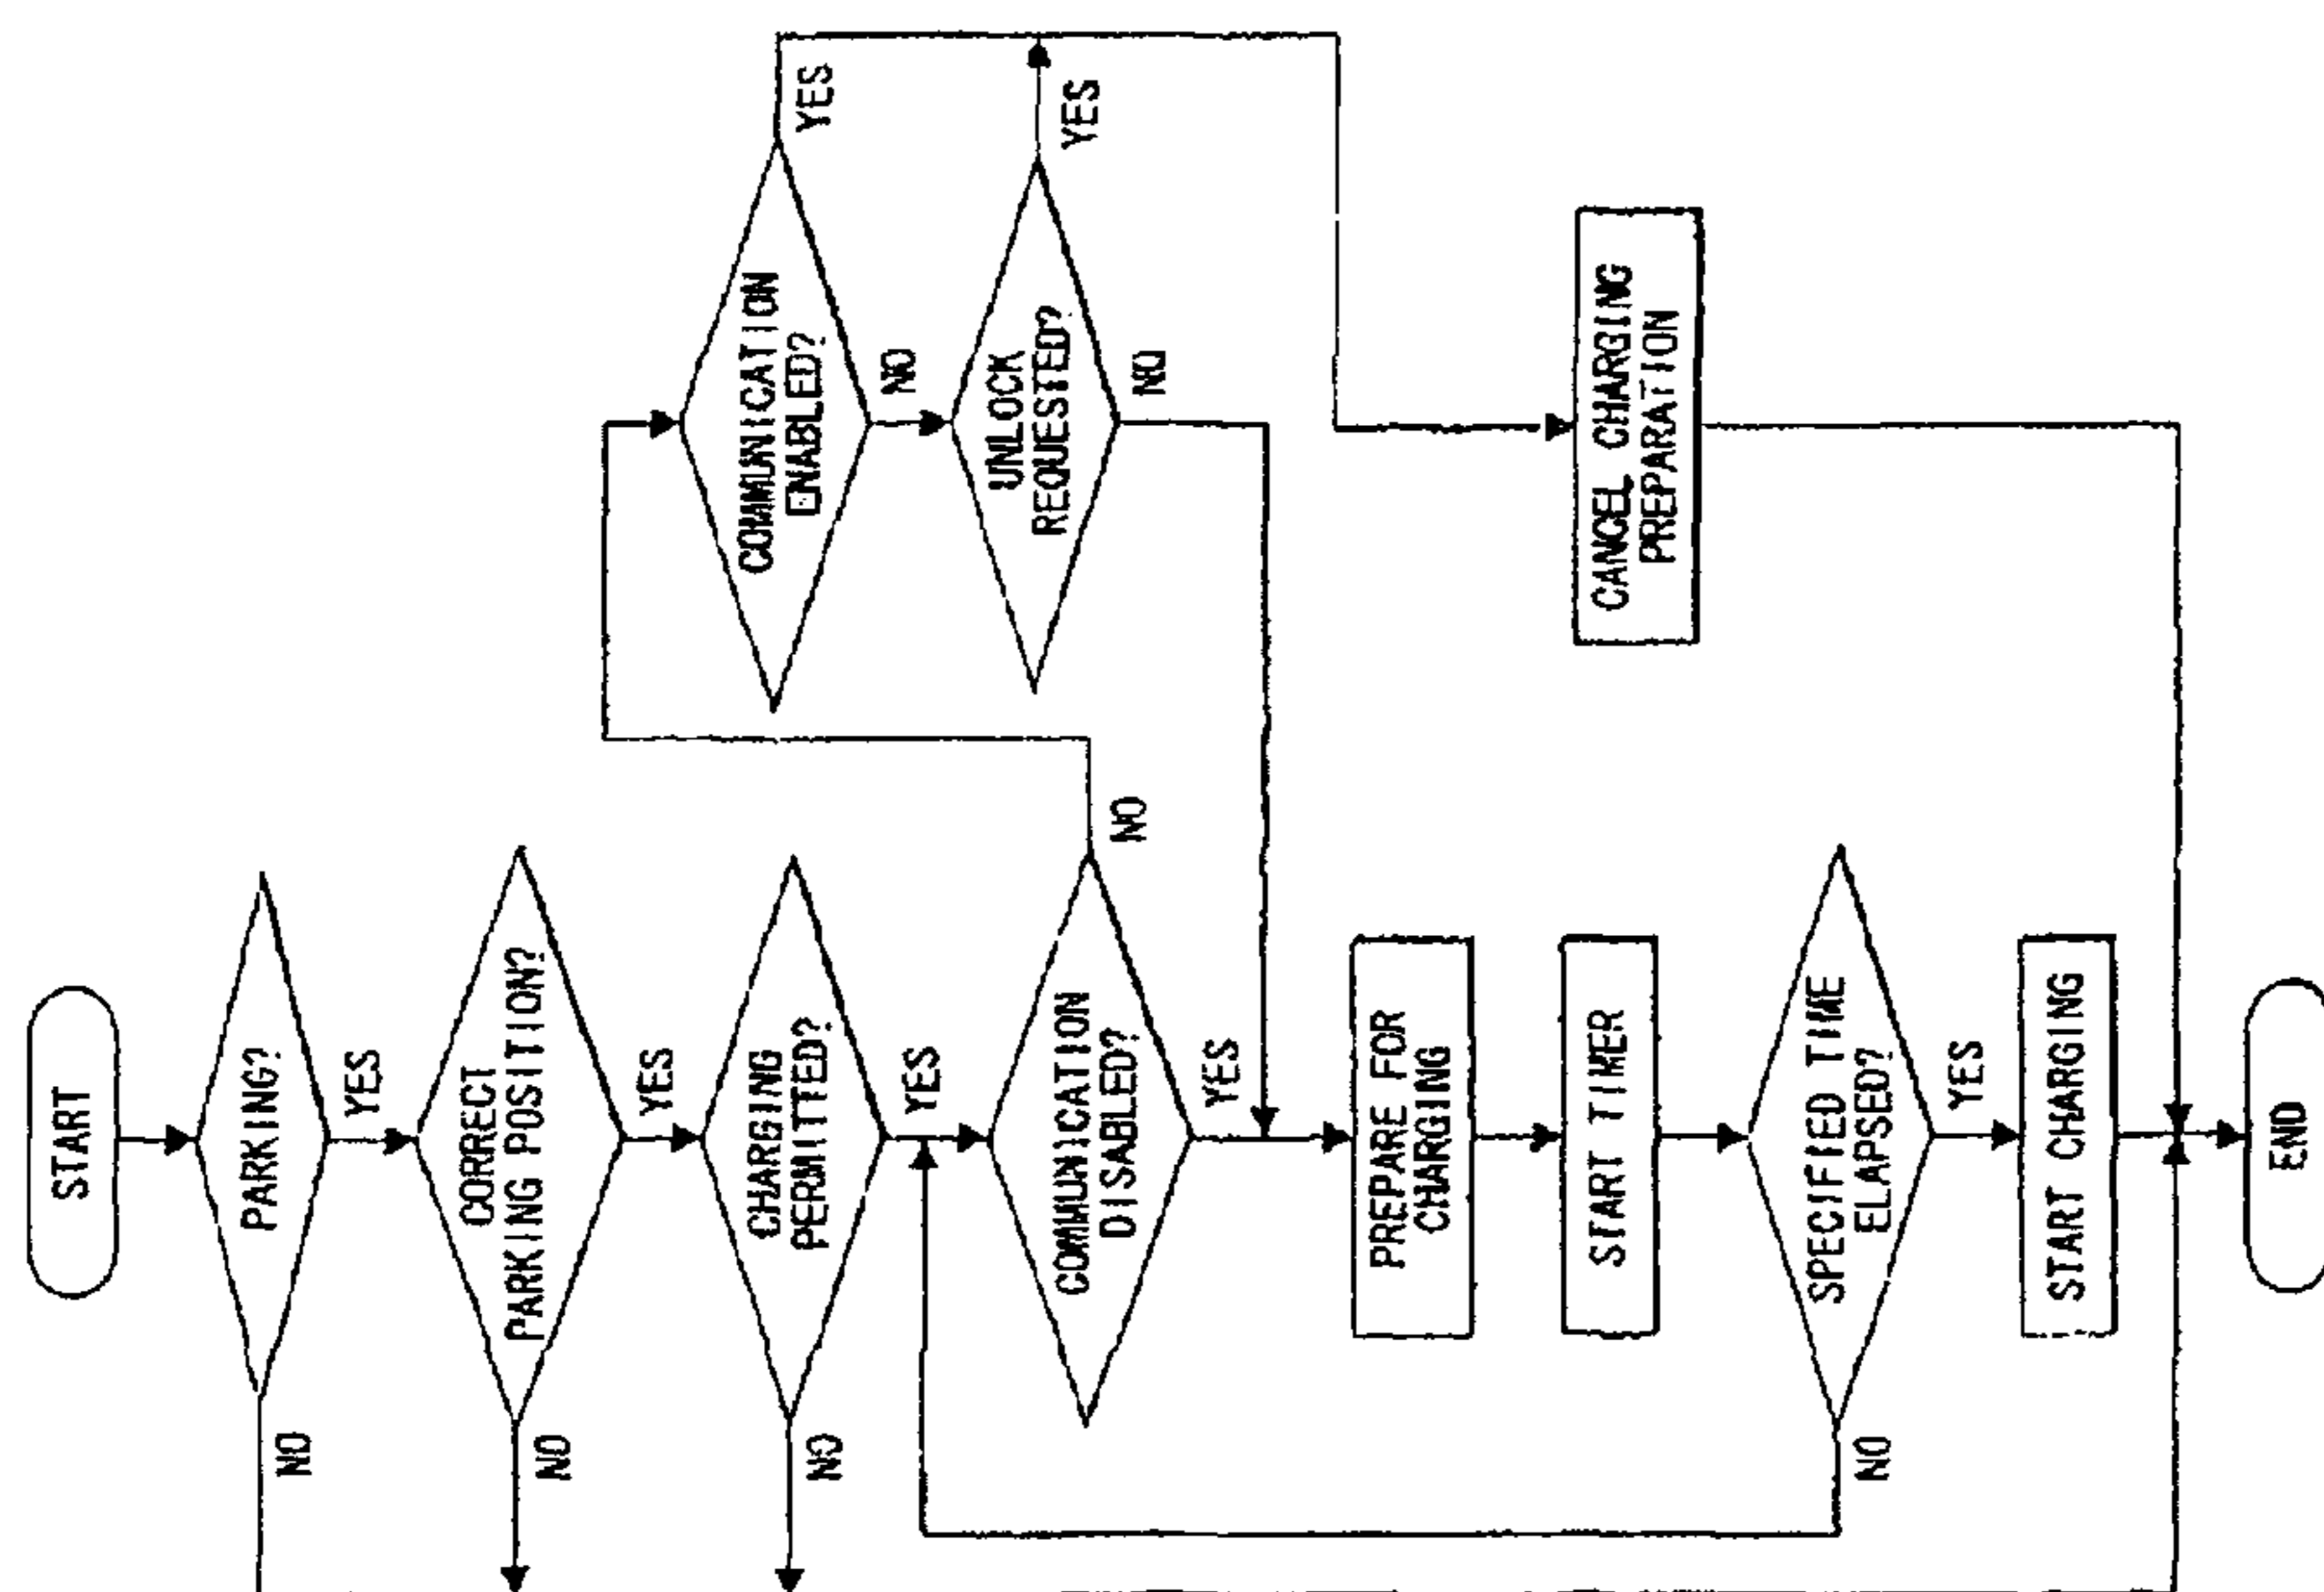 START
PARKING?
NO
YES
CORRECT
PARKING POSITION?
NO
YES
CHARGING
PERMITTED?
NO
YES
COMMUNICATION
DISABLED?
NO
YES
COMMUNICATION
ENABLED?
YES
NO
UNLOCK
REQUESTED?
YES
NO
PREPARE FOR
CHARGING
START TIMER
SPECIFIED TIME
ELAPSED?
NO
YES
START CHARGING
CANCEL CHARGING
PREPARATION
END